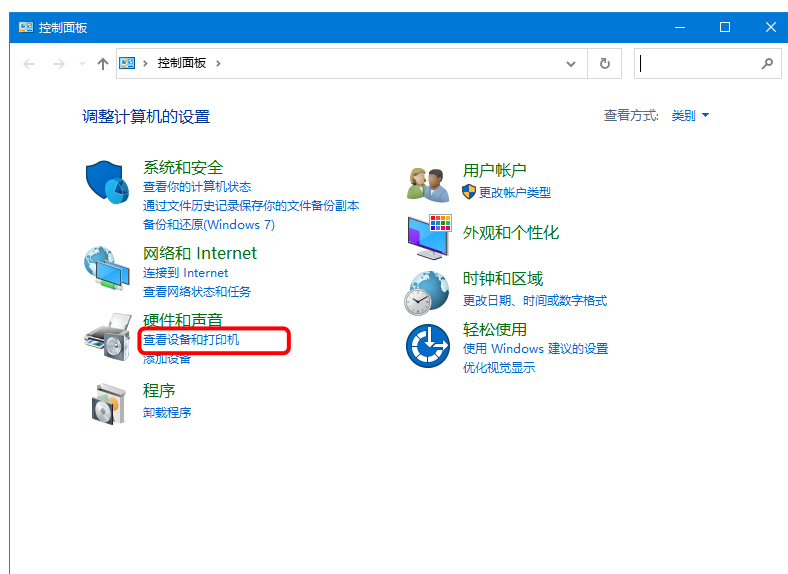 控制面板
控制面板
调整计算机的设置
查看方式: 类别
系统和安全
查看你的计算机状态
通过文件历史记录保存你的文件备份副本
备份和还原(Windows 7)
网络和 Internet
连接到 Internet
查看网络状态和任务
硬件和声音
查看设备和打印机
添加设备
程序
卸载程序
用户帐户
更改帐户类型
外观和个性化
时钟和区域
更改日期、时间或数字格式
轻松使用
使用 Windows 建议的设置
优化视觉显示